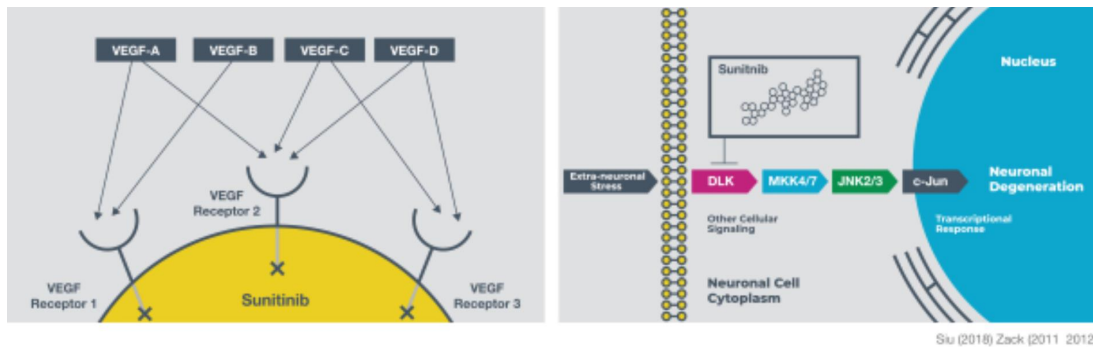 VEGF-A VEGF-B VEGF-C VEGF-D
VEGF
Receptor 2
VEGF
Receptor 1
Sunitinib
VEGF
Receptor 3
Nucleus
Sunitnib
Extra-neuronal
Stress
DLK MKK4/7 JNK2/3 c-Jun
Neuronal
Degeneration
Other Cellular
Signaling
Transcriptional
Response
Neuronal Cell
Cytoplasm
Siu (2018) Zack (2011 2012